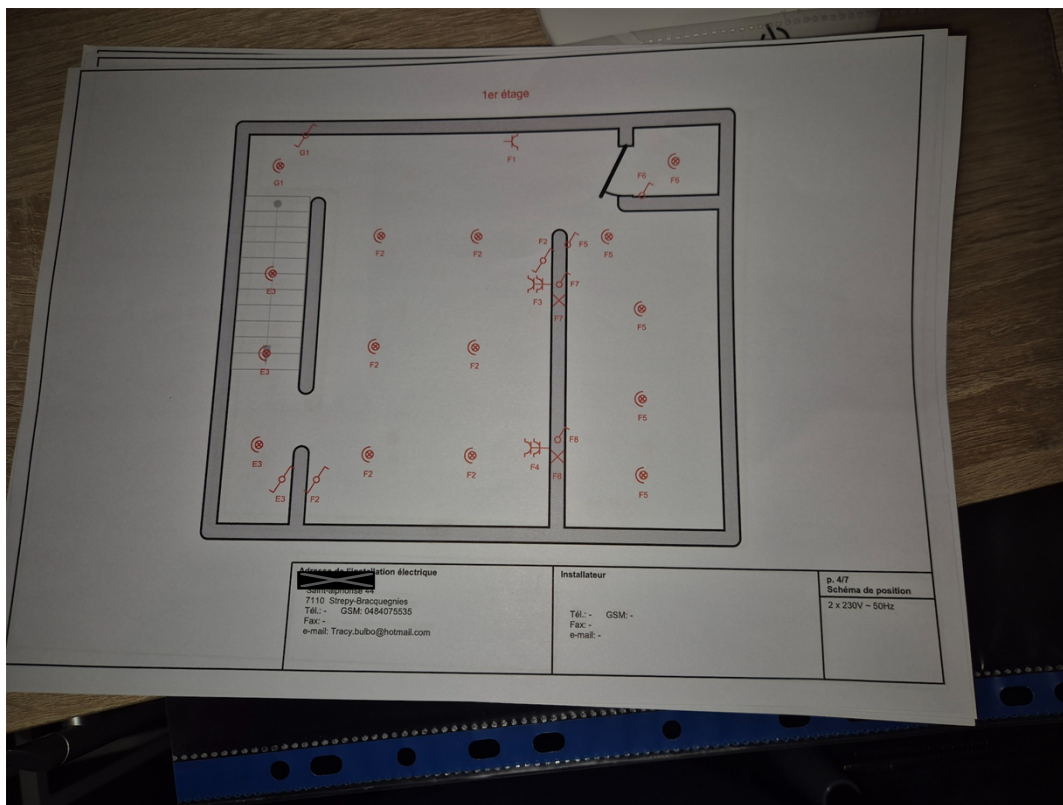 1er étage
G1
F1
G1
F6
F6
F2
F2
F2
F5
F5
E3
F3
F7
F7
F5
E3
F2
F2
F5
E3
F2
F2
F4
F8
F8
F5
E3
F2
Adresse de l'installation électrique
Saint-alphonse 44
7110 Strepy-Bracquegnies
Tél.: - GSM: 0484075535
Fax: -
e-mail: Tracy.bulbo@hotmail.com
Installateur
Tél.: - GSM: -
Fax: -
e-mail: -
p. 4/7
Schéma de position
2 x 230V ~ 50Hz